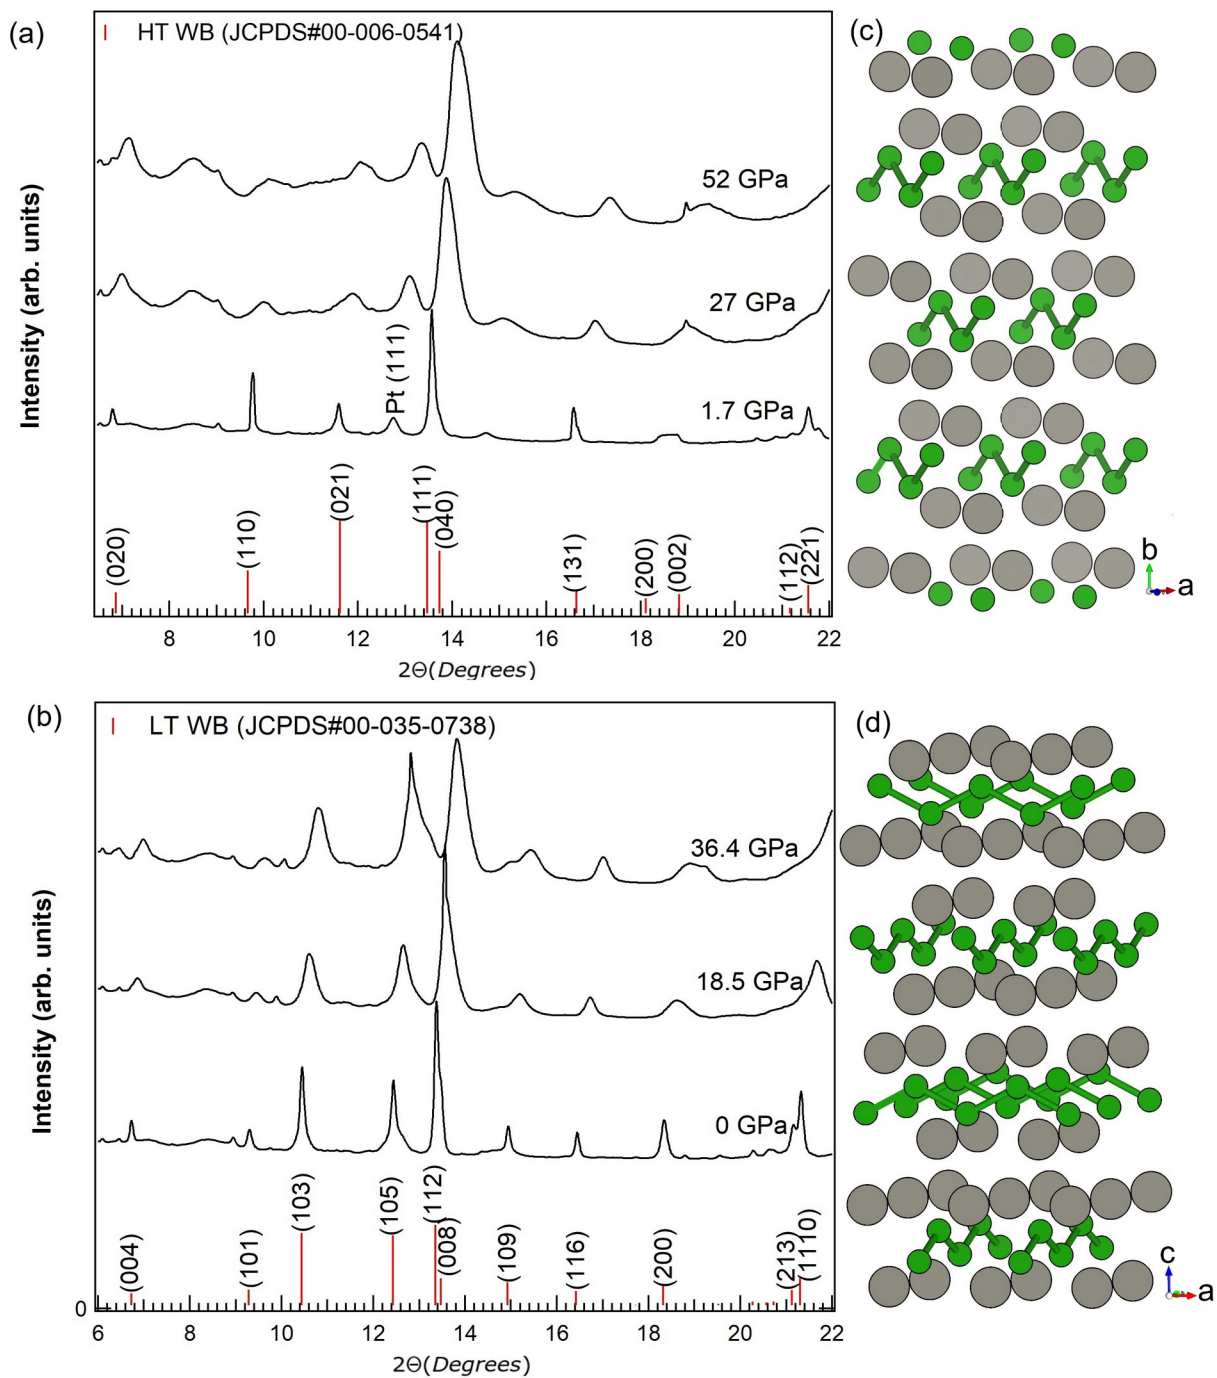 (a)
HT WB (JCPDS#00-006-0541)
52 GPa
27 GPa
1.7 GPa
Pt (111)
(020)
(110)
(021)
(111)
(040)
(131)
(200)
(002)
(112)
(221)
8 10 12 14 16 18 20 22
2Θ(Degrees)
Intensity (arb. units)
(c)
b
a
(b)
LT WB (JCPDS#00-035-0738)
36.4 GPa
18.5 GPa
0 GPa
(004)
(101)
(103)
(105)
(112)
(008)
(109)
(116)
(200)
(213)
(1110)
0
6 8 10 12 14 16 18 20 22
2Θ(Degrees)
Intensity (arb. units)
(d)
c
a